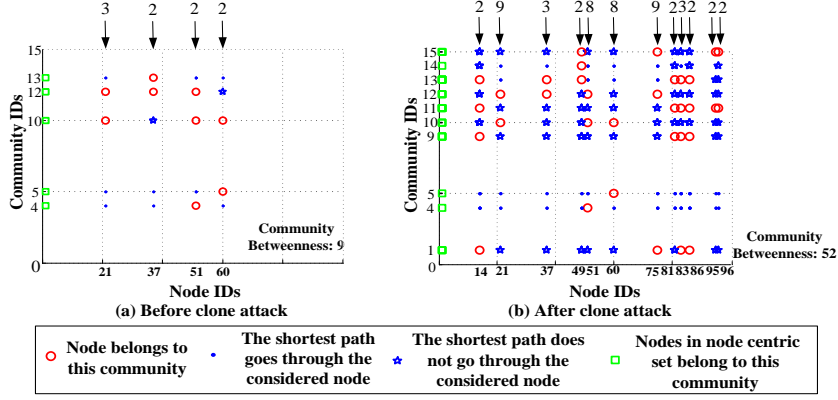 3 2 2 2
15
13
12
10
5
4
0
Community IDs
21 37 51 60
Community
Betweenness: 9
Node IDs
(a) Before clone attack
2 9 3 2 8 8 9 2 3 2 2 2
15
14
13
12
11
10
9
5
4
1
0
Community IDs
14 21 37 49 51 60 75 81 83 86 95 96
Community
Betweenness: 52
Node IDs
(b) After clone attack
Node belongs to
this community
The shortest path
goes through the
considered node
The shortest path does
not go through the
considered node
Nodes in node centric
set belong to this
community